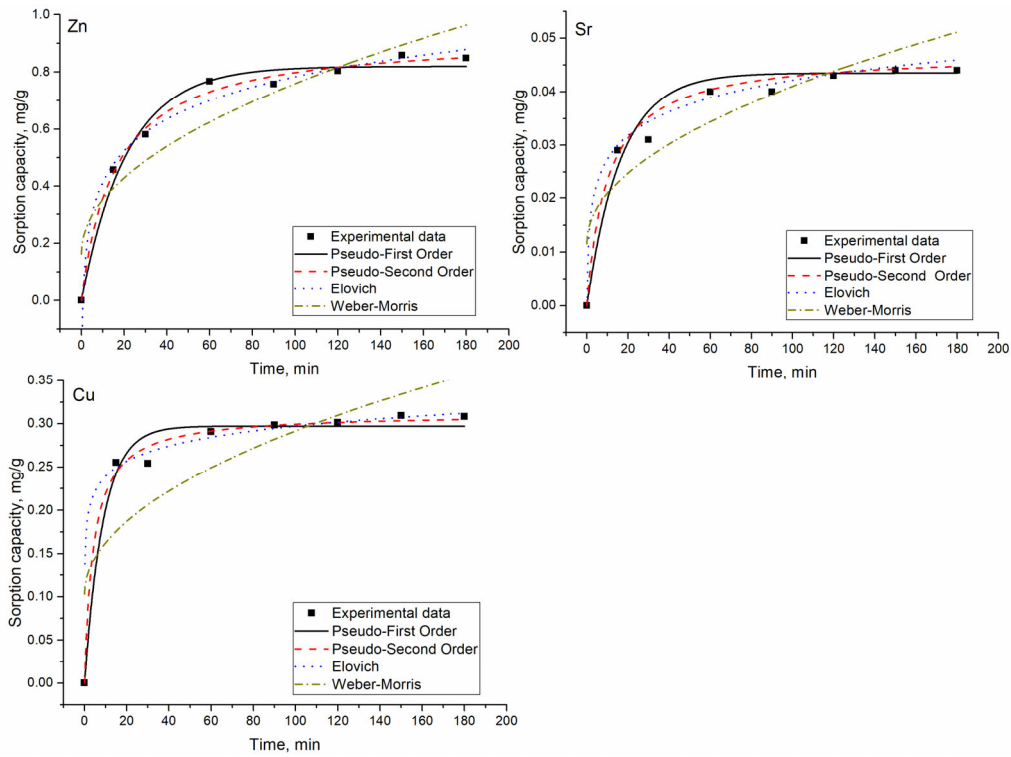 Zn
Sorption capacity, mg/g
1.0
0.8
0.6
0.4
0.2
0.0
Experimental data
Pseudo-First Order
Pseudo-Second Order
Elovich
Weber-Morris
0 20 40 60 80 100 120 140 160 180 200
Time, min
Sr
Sorption capacity, mg/g
0.05
0.04
0.03
0.02
0.01
0.00
Experimental data
Pseudo-First Order
Pseudo-Second Order
Elovich
Weber-Morris
0 20 40 60 80 100 120 140 160 180 200
Time, min
Cu
Sorption capacity, mg/g
0.35
0.30
0.25
0.20
0.15
0.10
0.05
0.00
Experimental data
Pseudo-First Order
Pseudo-Second Order
Elovich
Weber-Morris
0 20 40 60 80 100 120 140 160 180 200
Time, min